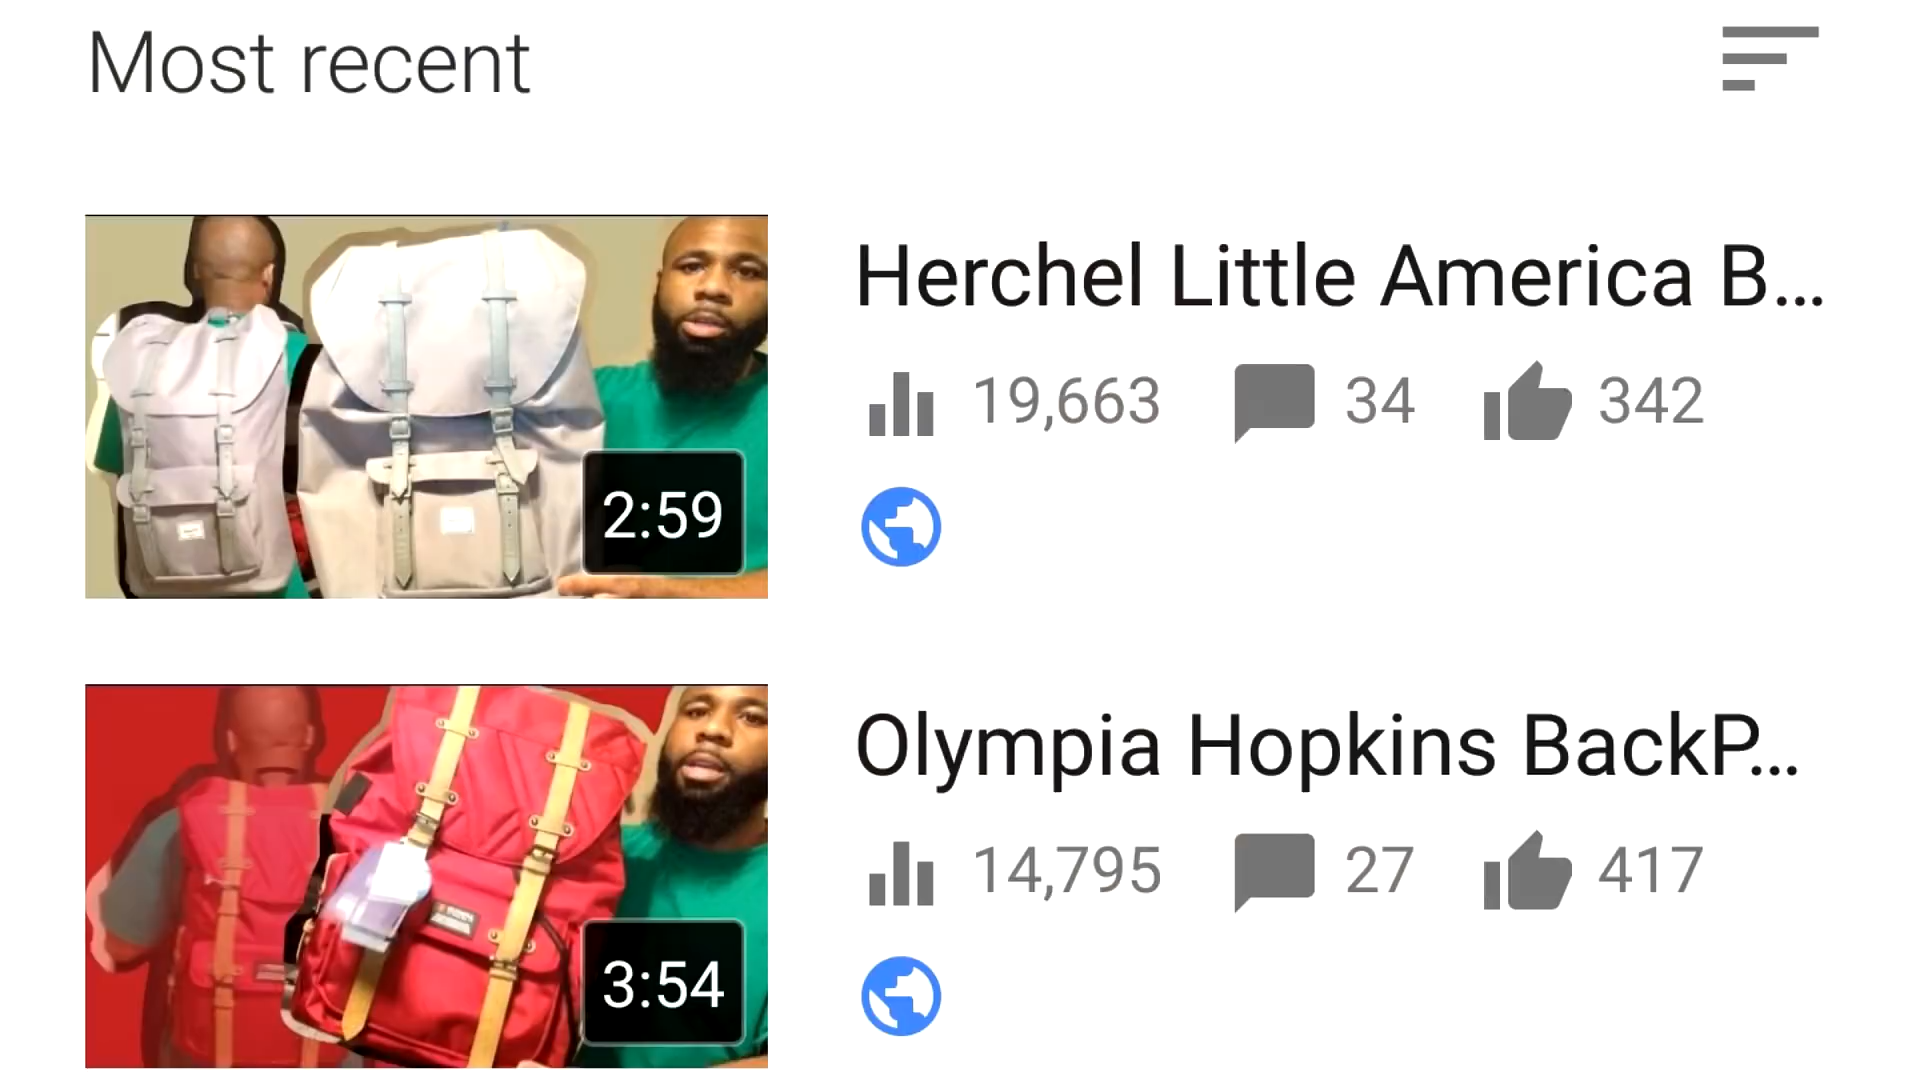 Most recent
Herchel Little America B...
19,663 34 342
2:59
Olympia Hopkins BackP...
14,795 27 417
3:54